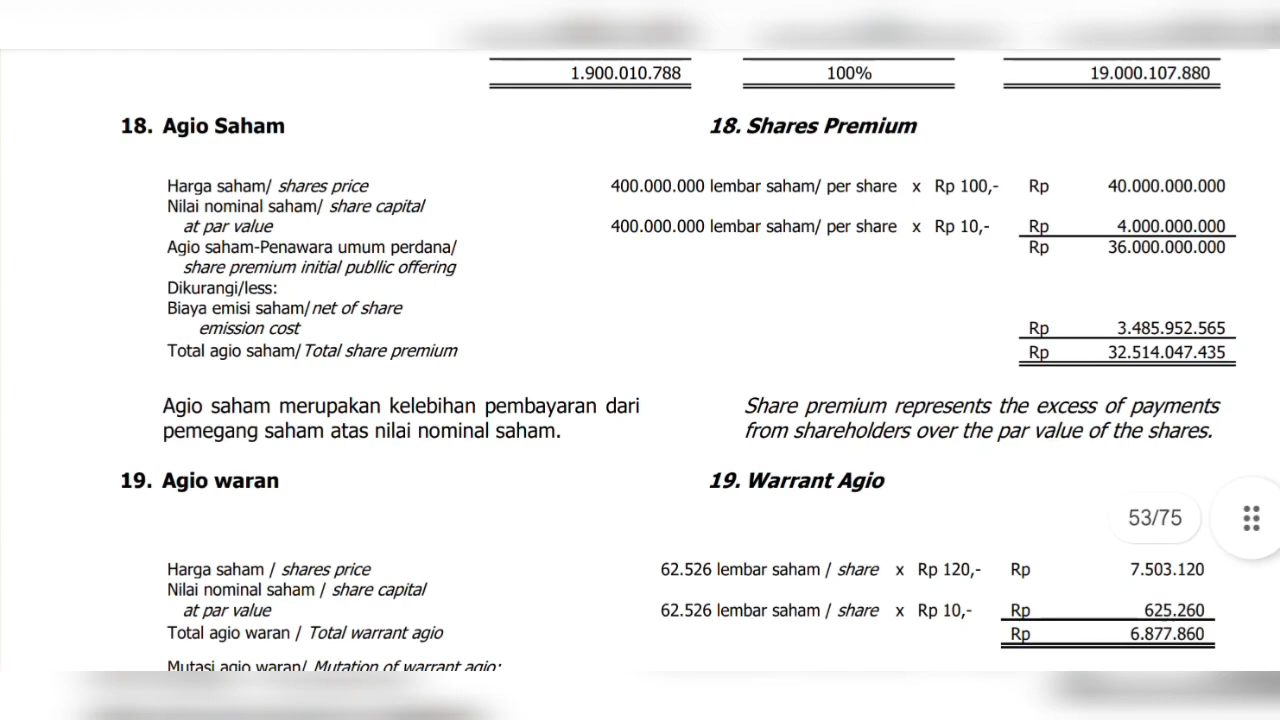 1.900.010.788 100% 19.000.107.880
18. Agio Saham 18. Shares Premium
Harga saham/ shares price 400.000.000 lembar saham/ per share x Rp 100,- Rp 40.000.000.000
Nilai nominal saham/ share capital
at par value 400.000.000 lembar saham/ per share x Rp 10,- Rp 4.000.000.000
Agio saham-Penawara umum perdana/ Rp 36.000.000.000
share premium initial publlic offering
Dikurangi/less:
Biaya emisi saham/ net of share
emission cost Rp 3.485.952.565
Total agio saham/ Total share premium Rp 32.514.047.435
Agio saham merupakan kelebihan pembayaran dari
pemegang saham atas nilai nominal saham.
Share premium represents the excess of payments
from shareholders over the par value of the shares.
19. Agio waran 19. Warrant Agio
53/75
Harga saham / shares price 62.526 lembar saham / share x Rp 120,- Rp 7.503.120
Nilai nominal saham / share capital
at par value 62.526 lembar saham / share x Rp 10,- Rp 625.260
Total agio waran / Total warrant agio Rp 6.877.860
Mutasi agio waran/ Mutation of warrant agio: